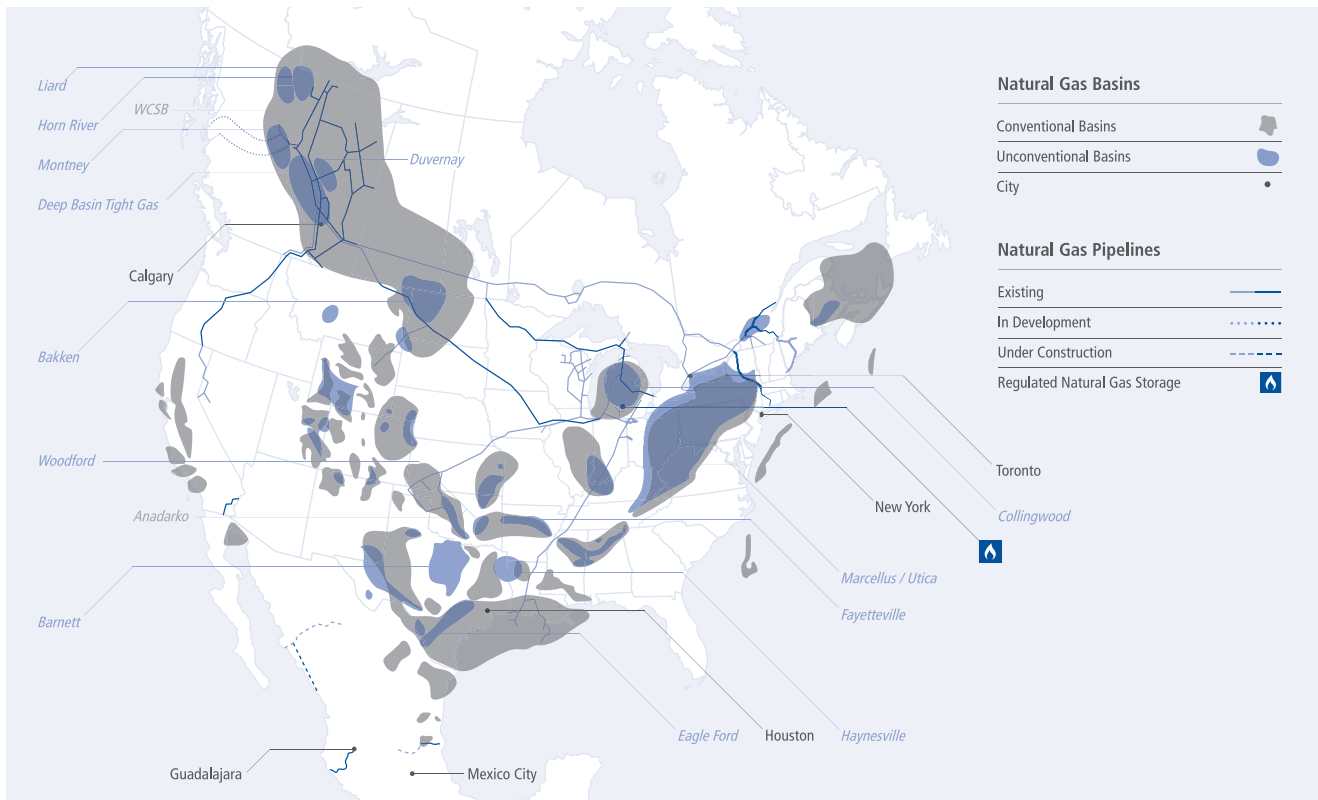 Liard
WCSB
Horn River
Montney
Duvernay
Deep Basin Tight Gas
Calgary
Bakken
Woodford
Anadarko
Barnett
Guadalajara
Mexico City
Eagle Ford
Houston
Haynesville
Fayetteville
Marcellus / Utica
New York
Collingwood
Toronto
Natural Gas Basins
Conventional Basins
Unconventional Basins
City
Natural Gas Pipelines
Existing
In Development
Under Construction
Regulated Natural Gas Storage